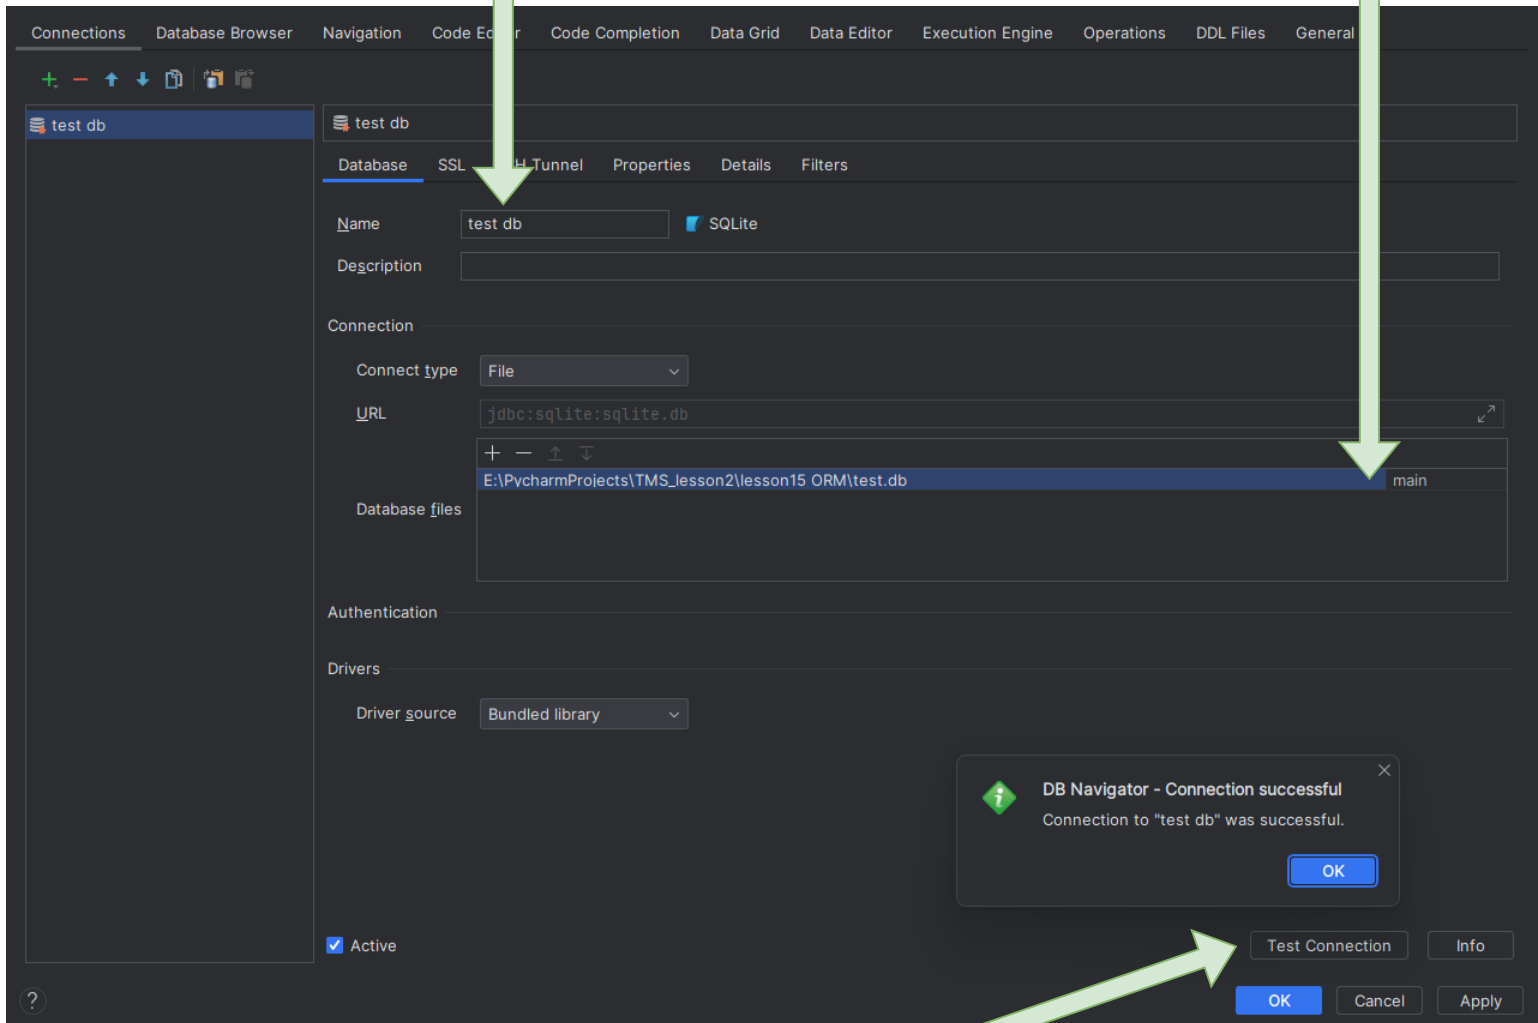 Connections Database Browser Navigation Code Completion Data Grid Data Editor Execution Engine Operations DDL Files General
test db
test db
Database SSL Tunnel Properties Details Filters
Name test db SQLite
Description
Connection
Connect type File
URL jdbc:sqlite:sqlite.db
E:\PycharmProjects\TMS_lesson2\lesson15 ORM\test.db main
Database files
Authentication
Drivers
Driver source Bundled library
DB Navigator - Connection successful
Connection to "test db" was successful.
OK
Active Test Connection Info
? OK Cancel Apply